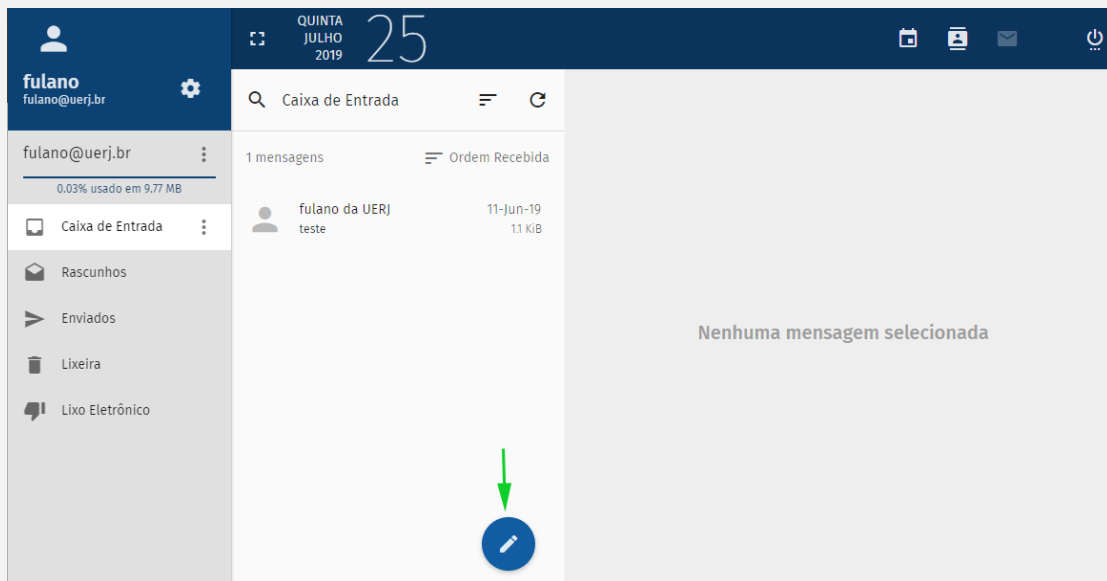 fulano
fulano@uerj.br
QUINTA
JULHO
2019
25
fulano@uerj.br
0.03% usado em 9.77 MB
Caixa de Entrada
Rascunhos
Enviados
Lixeira
Lixo Eletrônico
Caixa de Entrada
1 mensagens
Ordem Recebida
fulano da UERJ
11-Jun-19
teste
1.1 KiB
Nenhuma mensagem selecionada